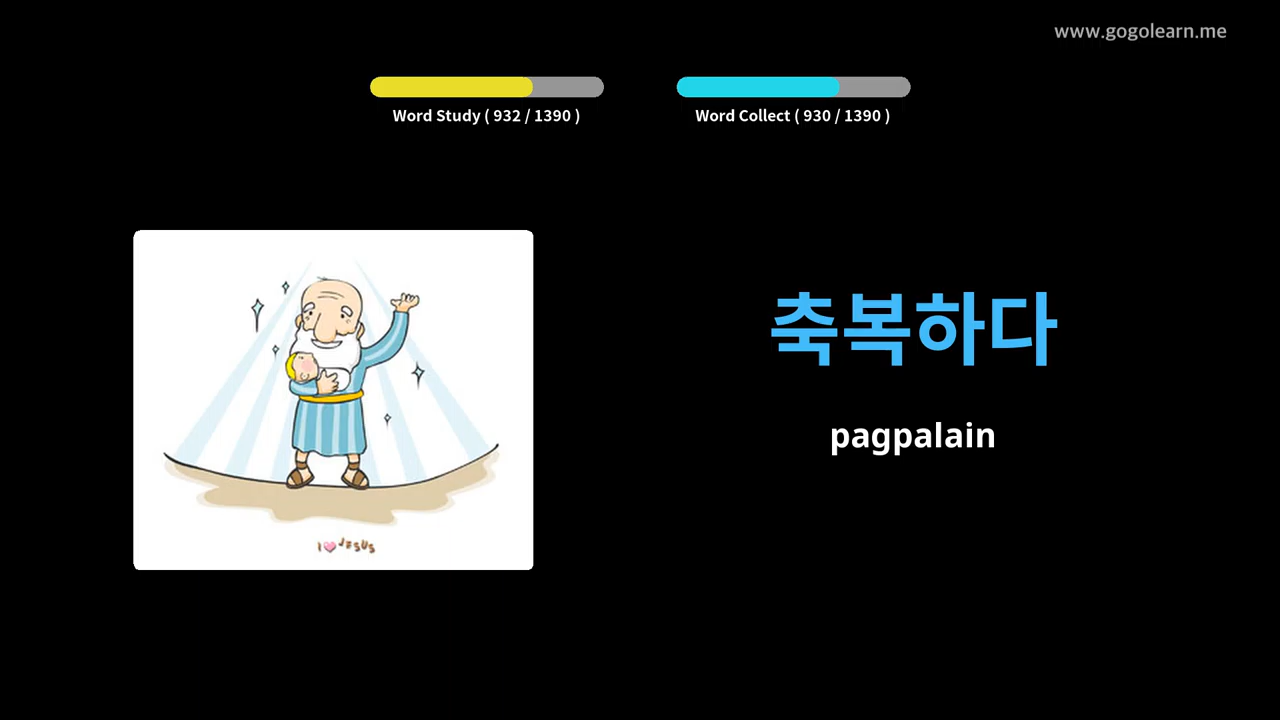 www.gogolearn.me
Word Study ( 932 / 1390 )
Word Collect ( 930 / 1390 )
축복하다
pagpalain
I ♥ JESUS